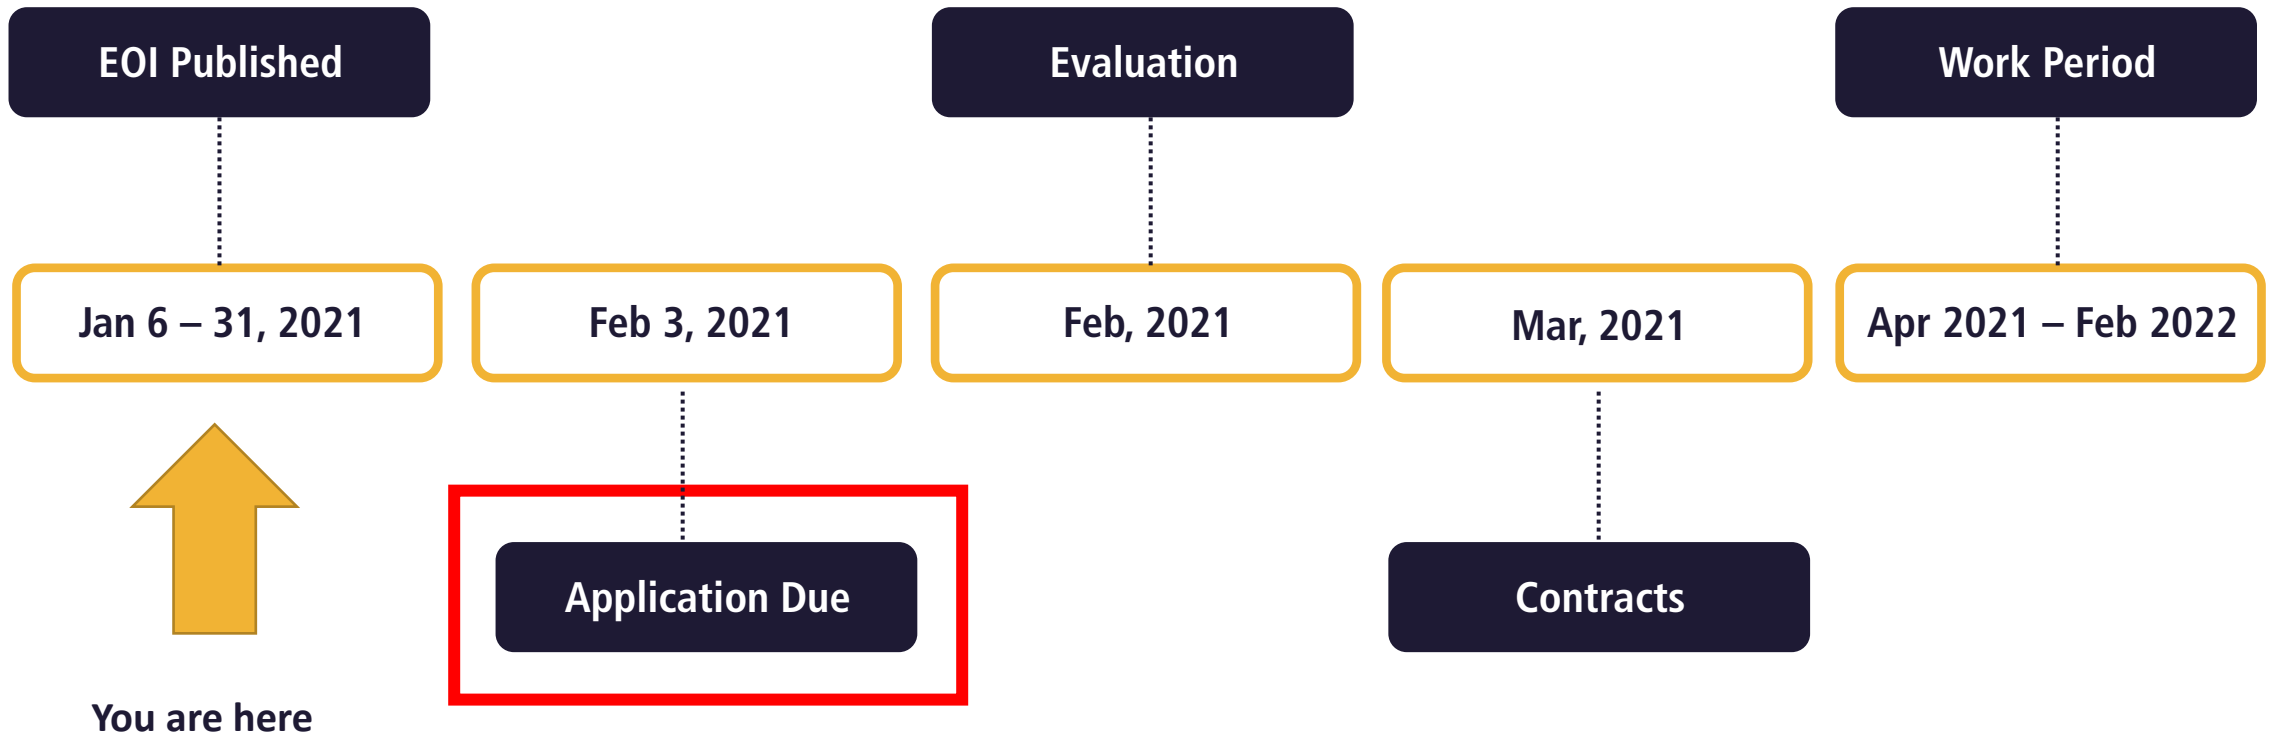 EOI Published
Evaluation
Work Period
Jan 6 – 31, 2021
Feb 3, 2021
Feb, 2021
Mar, 2021
Apr 2021 – Feb 2022
Application Due
Contracts
You are here